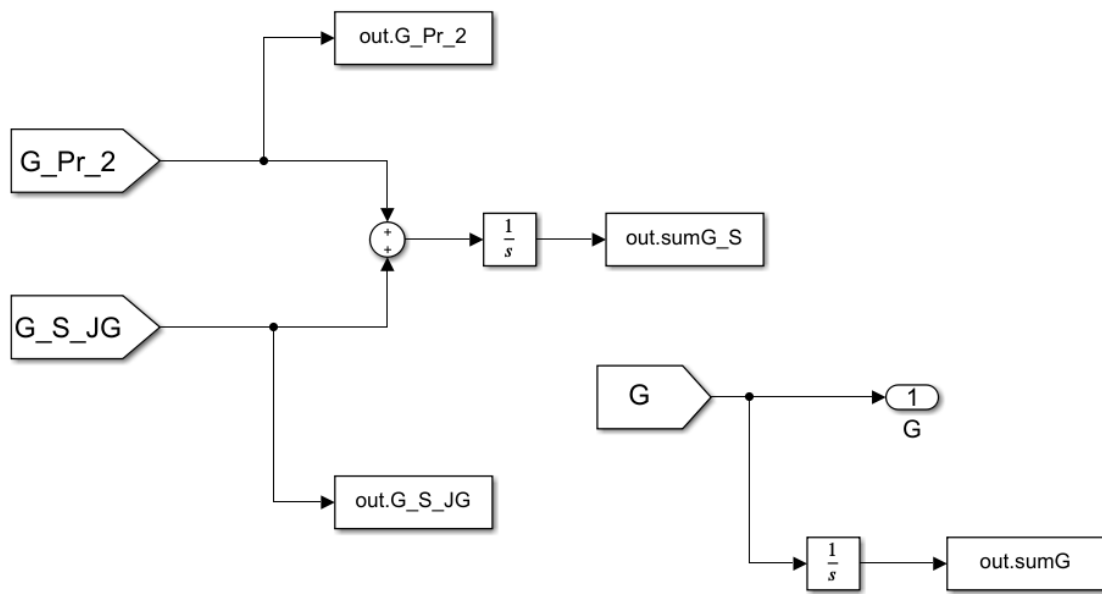 out.G_Pr_2
G_Pr_2
+
+
1
s
out.sumG_S
G_S_JG
G
1
G
out.G_S_JG
1
s
out.sumG